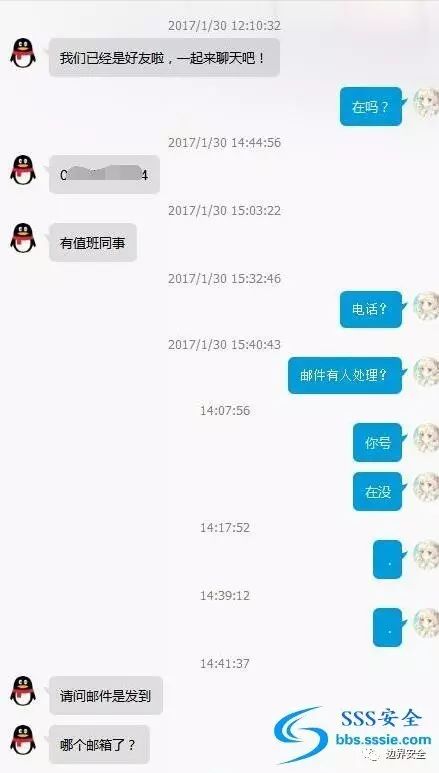 2017/1/30 12:10:32
我们已经是好友啦，一起来聊天吧！
在吗？
2017/1/30 14:44:56
2017/1/30 15:03:22
有值班同事
2017/1/30 15:32:46
电话？
2017/1/30 15:40:43
邮件有人处理？
14:07:56
你号
在没
14:17:52
.
14:39:12
.
14:41:37
请问邮件是发到
哪个邮箱了？
SSS安全
bbs.sssie.com
边界安全